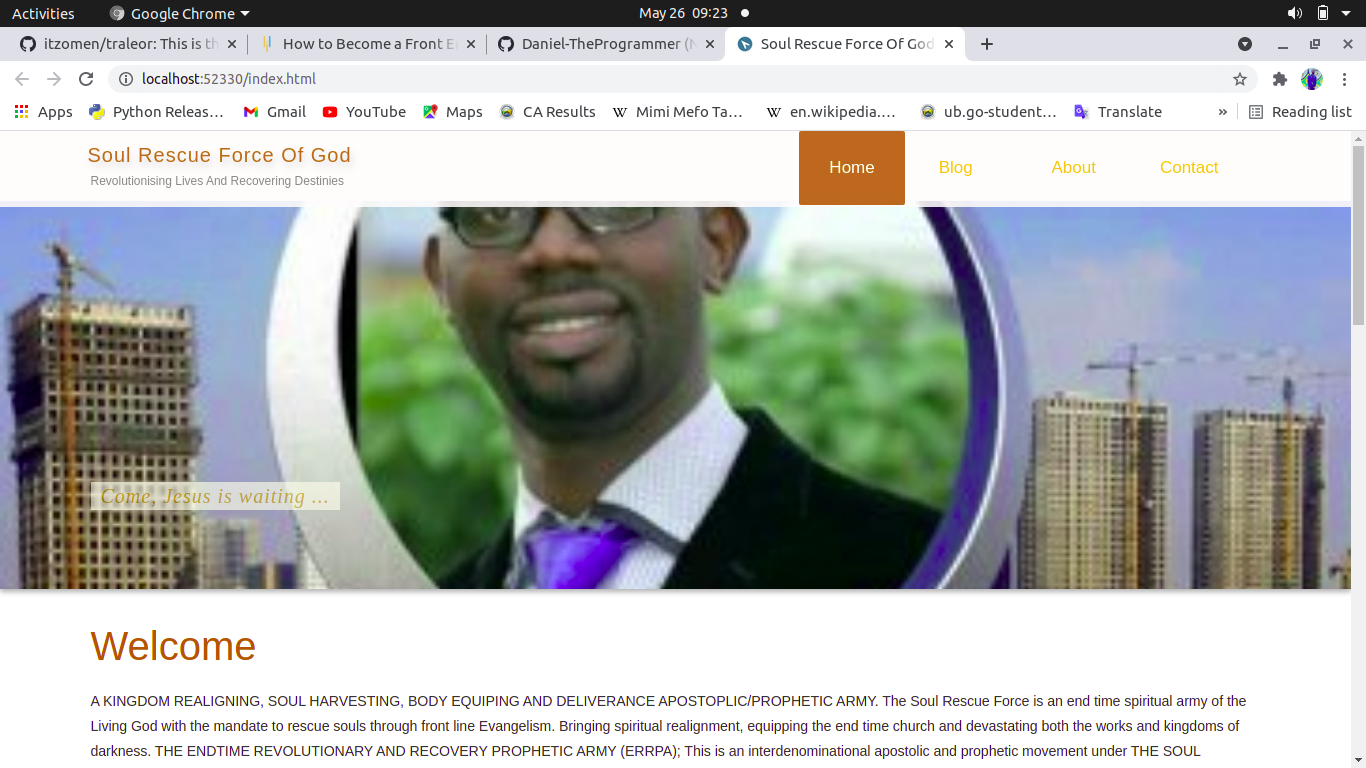 Activities
Google Chrome
May 26 09:23
itzomen/traleor: This is th
How to Become a Front E
Daniel-TheProgrammer (N
Soul Rescue Force Of God
localhost:52330/index.html
Apps
Python Releas…
Gmail
YouTube
Maps
CA Results
Mimi Mefo Ta…
en.wikipedia.…
ub.go-student…
Translate
»
Reading list
Soul Rescue Force Of God
Revolutionising Lives And Recovering Destinies
Home
Blog
About
Contact
Come, Jesus is waiting ...
Welcome
A KINGDOM REALIGNING, SOUL HARVESTING, BODY EQUIPING AND DELIVERANCE APOSTOPLIC/PROPHETIC ARMY. The Soul Rescue Force is an end time spiritual army of the
Living God with the mandate to rescue souls through front line Evangelism. Bringing spiritual realignment, equipping the end time church and devastating both the works and kingdoms of
darkness. THE ENDTIME REVOLUTIONARY AND RECOVERY PROPHETIC ARMY (ERRPA); This is an interdenominational apostolic and prophetic movement under THE SOUL